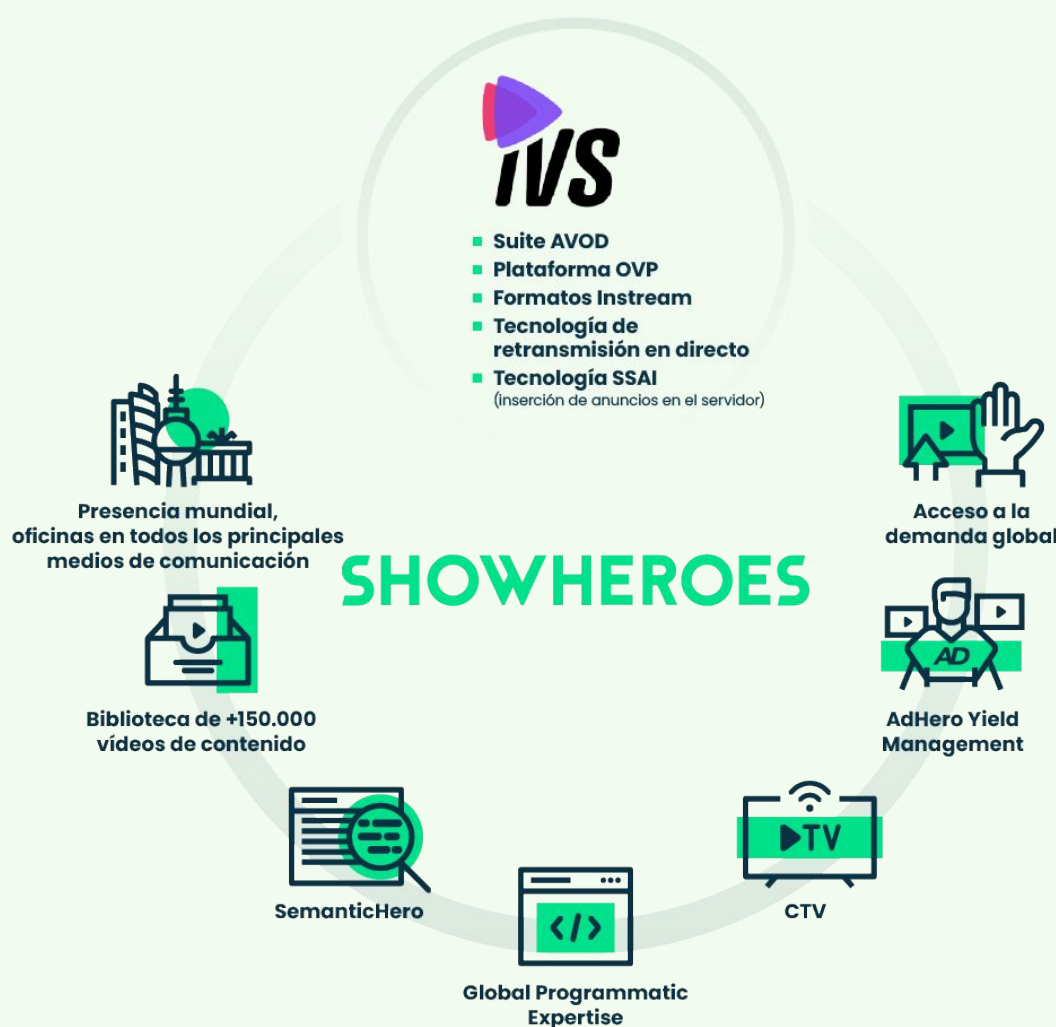 iVS
Suite AVOD
Plataforma OVP
Formatos Instream
Tecnología de
retransmisión en directo
Tecnología SSAI
(inserción de anuncios en el servidor)
Presencia mundial,
oficinas en todos los principales
medios de comunicación
Acceso a la
demanda global
SHOWHEROES
Biblioteca de +150.000
vídeos de contenido
AD
AdHero Yield
Management
SemanticHero
TV
CTV
</>
Global Programmatic
Expertise